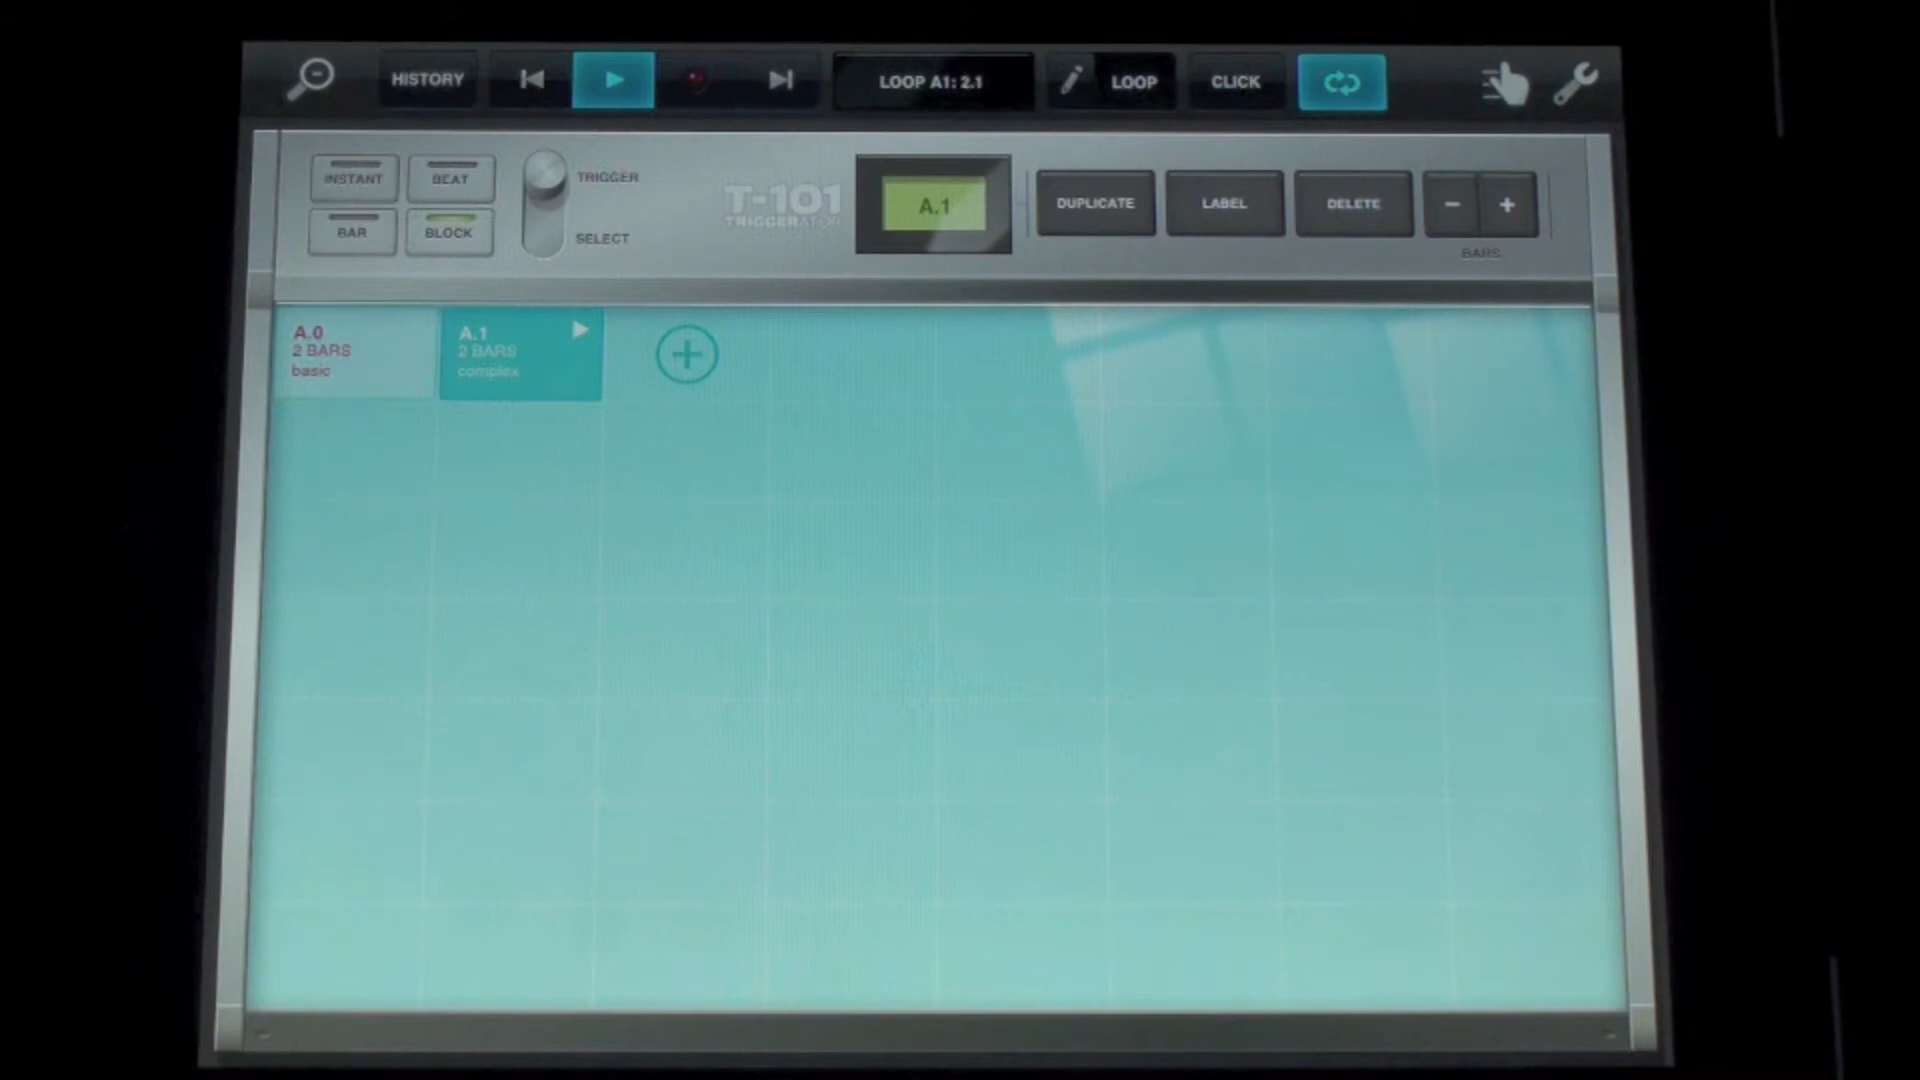 HISTORY
LOOP A1: 2.1
LOOP
CLICK
INSTANT
BEAT
BAR
BLOCK
TRIGGER
SELECT
T-101
TRIGGERATOR
A.1
DUPLICATE
LABEL
DELETE
− +
BARS
A.0
2 BARS
basic
A.1
2 BARS
complex